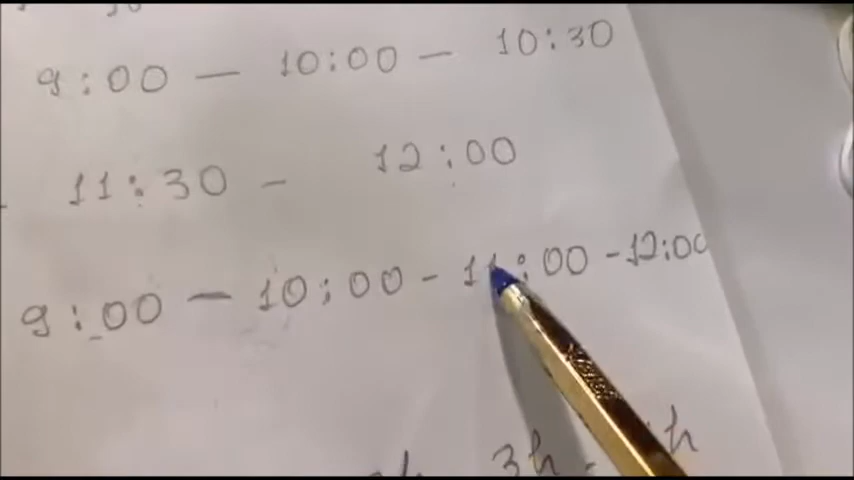 9:00 — 10:00 — 10:30
11:30 - 12:00
9:00 — 10:00 - 11:00 - 12:00
3h - h